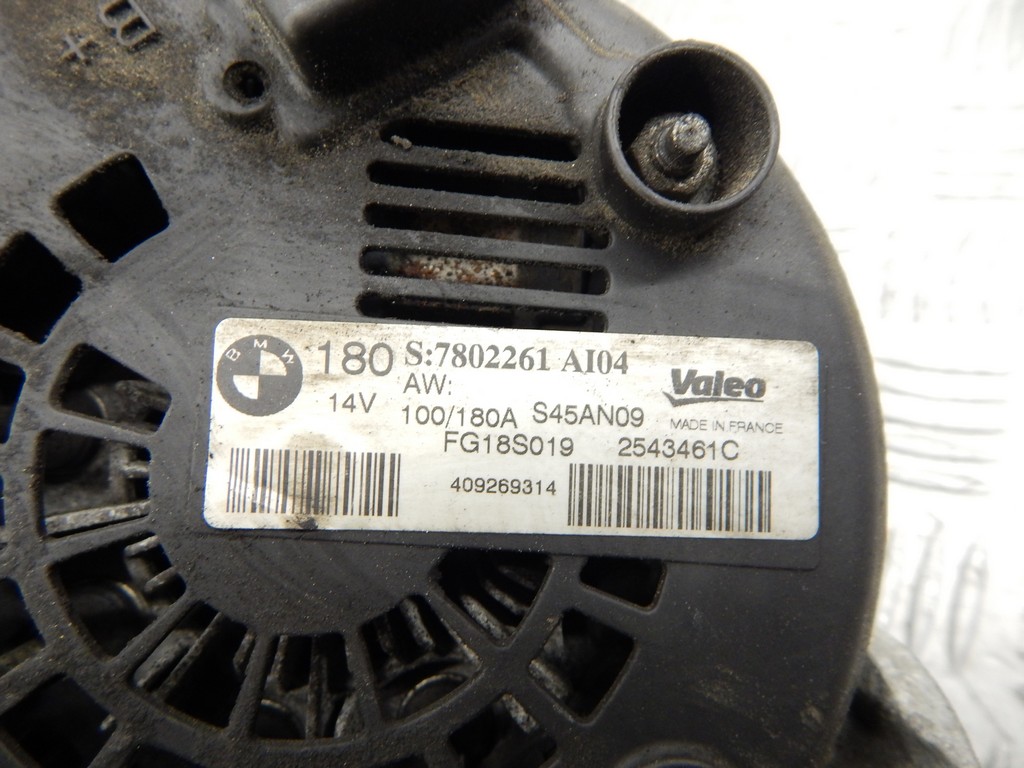 B
+
BMW
180 S:7802261 AI04
AW:
Valeo
14V 100/180A S45AN09
MADE IN FRANCE
FG18S019 2543461C
409269314